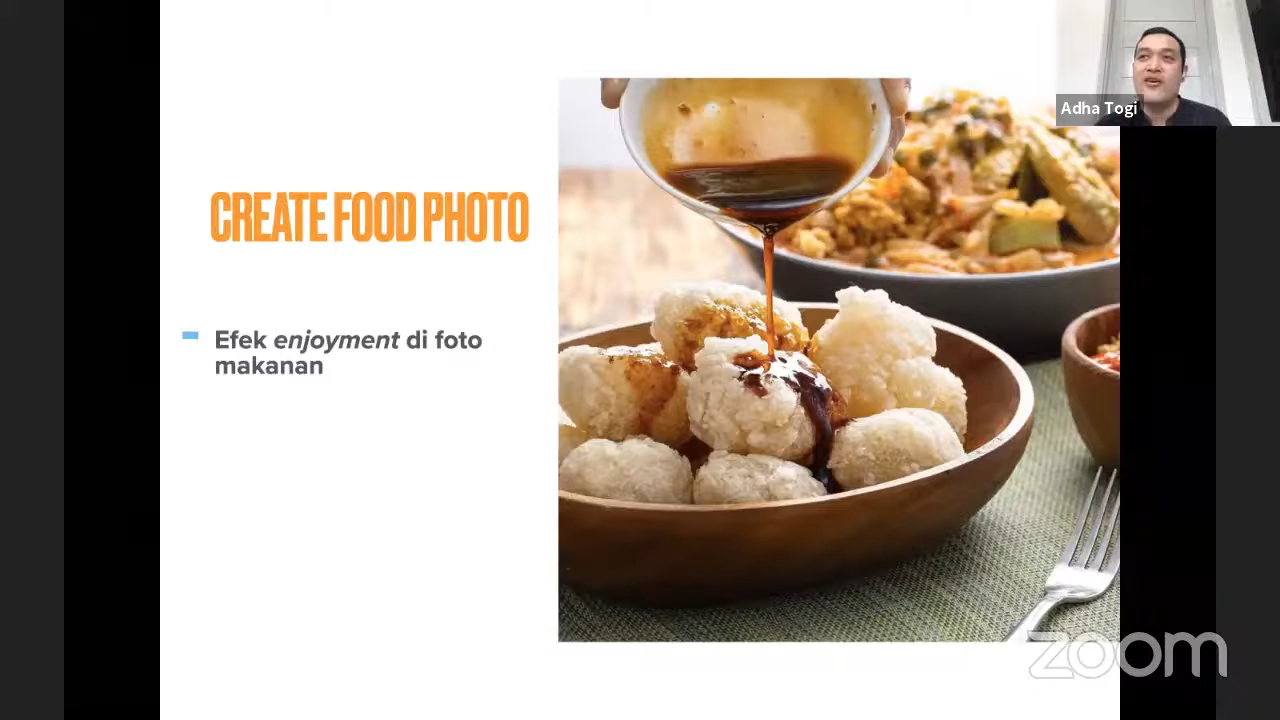 Adha Togi
CREATE FOOD PHOTO
Efek enjoyment di foto
makanan
zoom